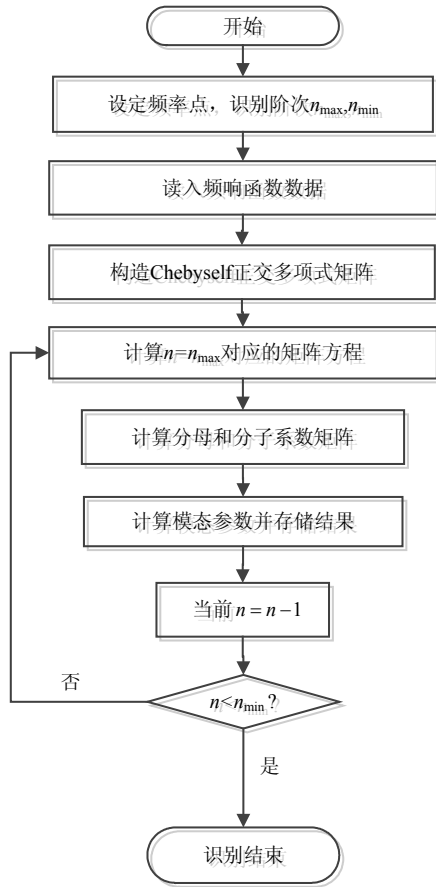 开始
设定频率点，识别阶次n_max,n_min
读入频响函数数据
构造Chebyself正交多项式矩阵
计算n=n_max对应的矩阵方程
计算分母和分子系数矩阵
计算模态参数并存储结果
当前 n = n −1
否
n<n_min?
是
识别结束